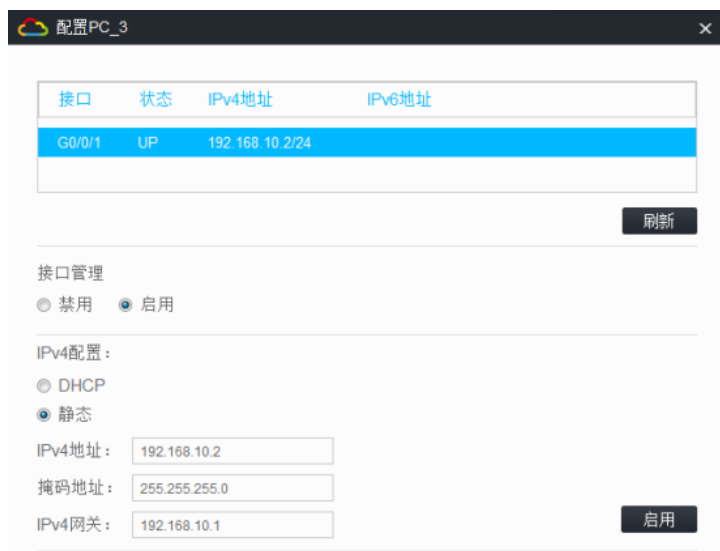 配置PC_3 ×
接口 状态 IPv4地址 IPv6地址
G0/0/1 UP 192.168.10.2/24
刷新
接口管理
禁用 启用
IPv4配置：
DHCP
静态
IPv4地址： 192.168.10.2
掩码地址： 255.255.255.0
IPv4网关： 192.168.10.1 启用